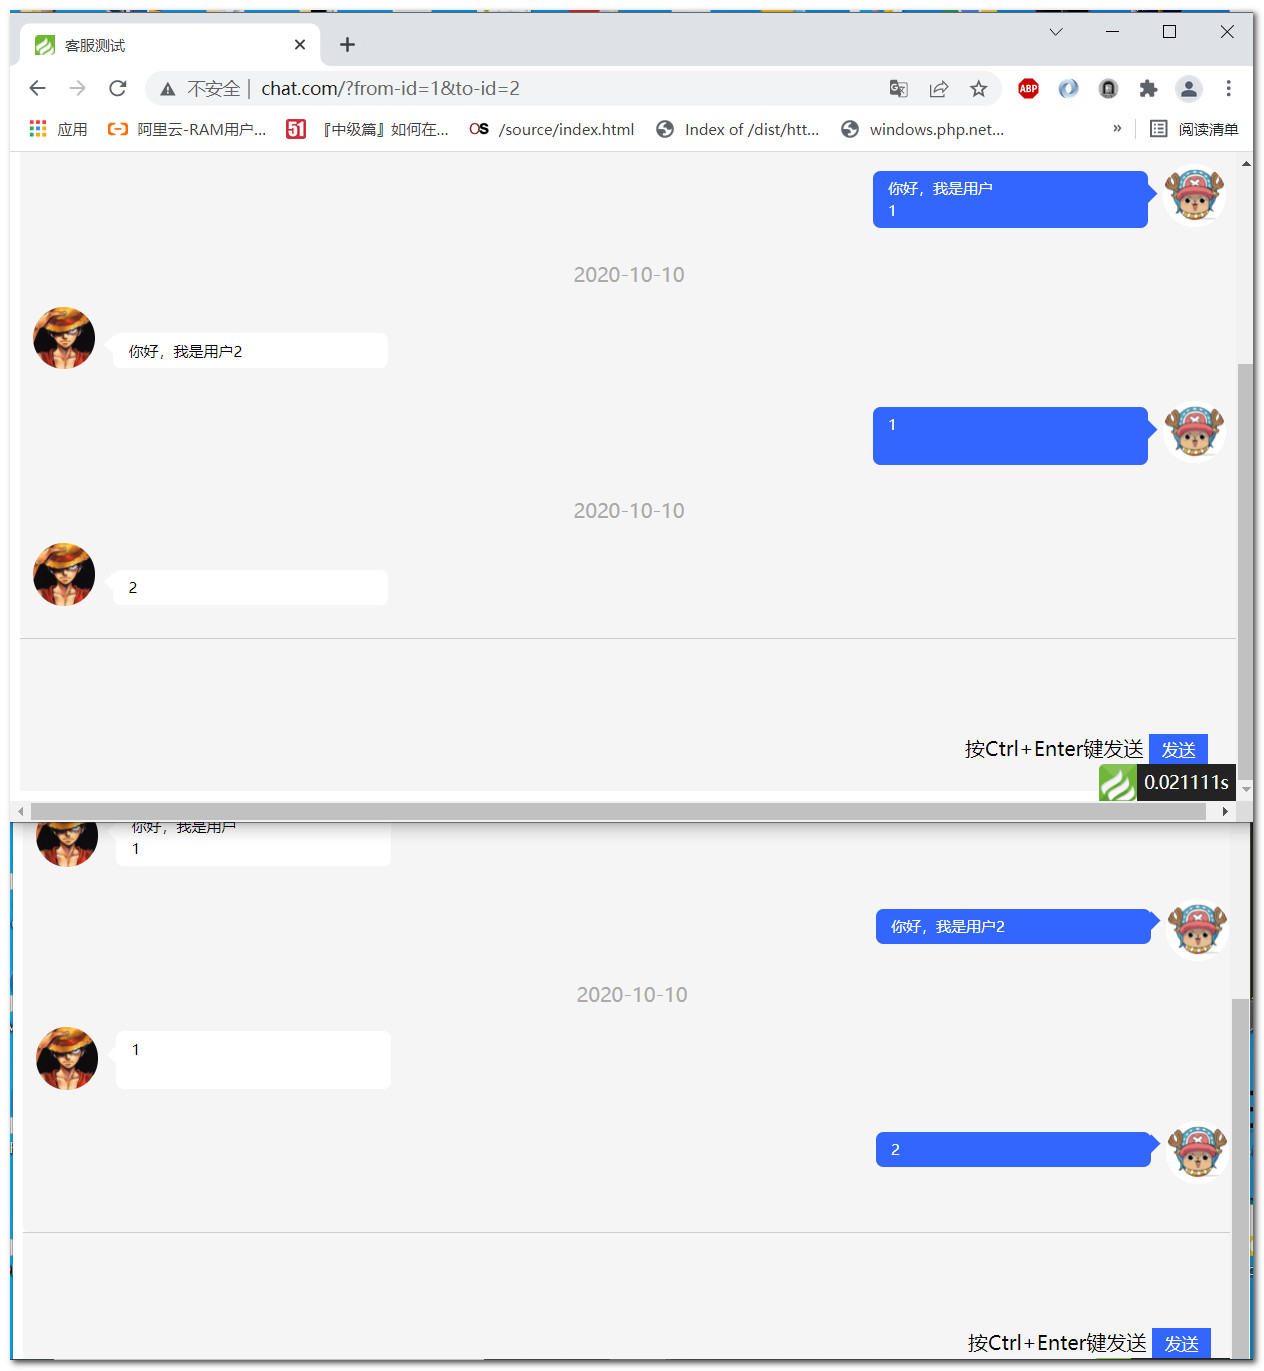 客服测试
不安全 | chat.com/?from-id=1&to-id=2
ABP
应用 阿里云-RAM用户... 51 『中级篇』如何在... OS /source/index.html Index of /dist/htt... windows.php.net... » 阅读清单
你好，我是用户
1
2020-10-10
你好，我是用户2
1
2020-10-10
2
按Ctrl+Enter键发送 发送
0.021111s
你好，我是用户
1
你好，我是用户2
2020-10-10
1
2
按Ctrl+Enter键发送 发送